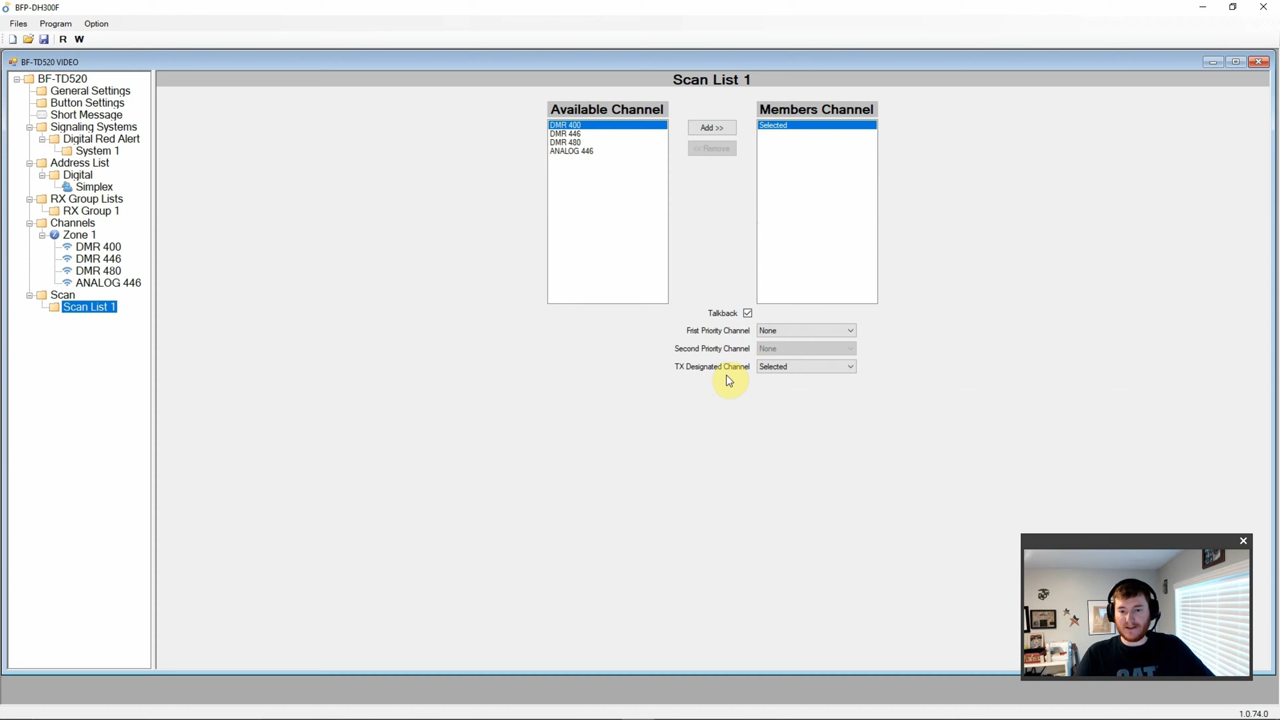 BFP-DH300F
Files Program Option
R W
BF-TD520 VIDEO
BF-TD520
General Settings
Button Settings
Short Message
Signaling Systems
Digital Red Alert
System 1
Address List
Digital
Simplex
RX Group Lists
RX Group 1
Channels
Zone 1
DMR 400
DMR 446
DMR 480
ANALOG 446
Scan
Scan List 1
Scan List 1
Available Channel
DMR 400
DMR 446
DMR 480
ANALOG 446
Add >>
<< Remove
Members Channel
Selected
Talkback
Frist Priority Channel None
Second Priority Channel None
TX Designated Channel Selected
CAT
1.0.74.0